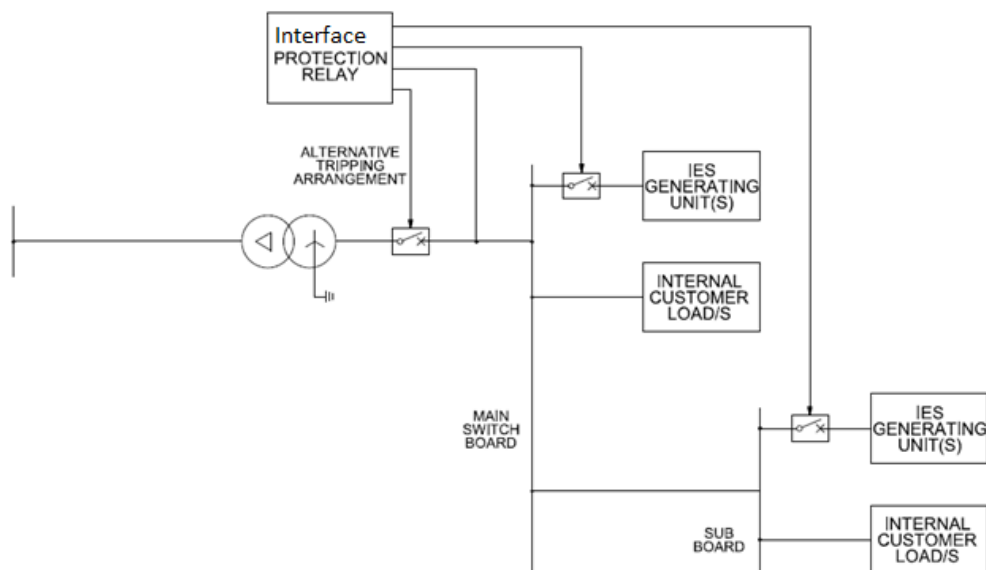 Interface
PROTECTION
RELAY
ALTERNATIVE
TRIPPING
ARRANGEMENT
IES
GENERATING
UNIT(S)
INTERNAL
CUSTOMER
LOAD/S
MAIN
SWITCH
BOARD
IES
GENERATING
UNIT(S)
SUB
BOARD
INTERNAL
CUSTOMER
LOAD/S